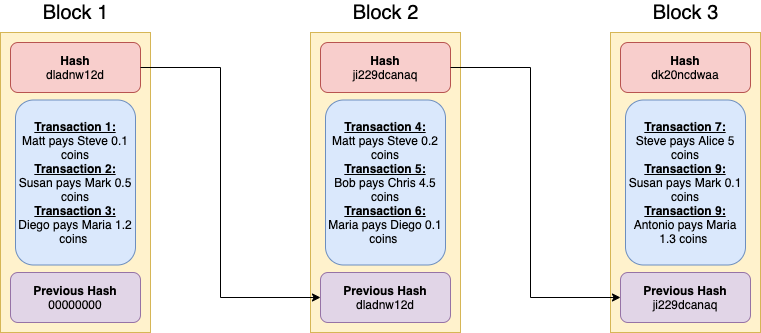 Block 1
Hash
dladnw12d
Transaction 1:
Matt pays Steve 0.1
coins
Transaction 2:
Susan pays Mark 0.5
coins
Transaction 3:
Diego pays Maria 1.2
coins
Previous Hash
00000000
Block 2
Hash
ji229dcanaq
Transaction 4:
Matt pays Steve 0.2
coins
Transaction 5:
Bob pays Chris 4.5
coins
Transaction 6:
Maria pays Diego 0.1
coins
Previous Hash
dladnw12d
Block 3
Hash
dk20ncdwaa
Transaction 7:
Steve pays Alice 5
coins
Transaction 9:
Susan pays Mark 0.1
coins
Transaction 9:
Antonio pays Maria
1.3 coins
Previous Hash
ji229dcanaq